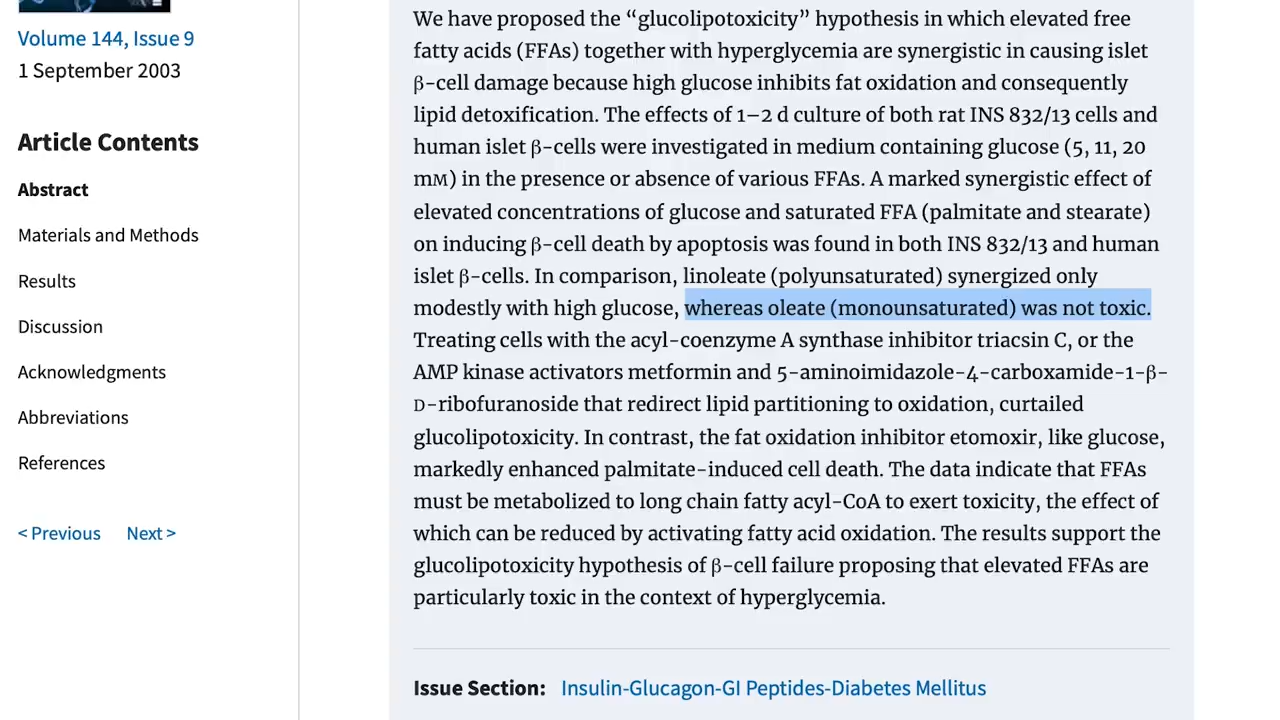 Volume 144, Issue 9
1 September 2003
Article Contents
Abstract
Materials and Methods
Results
Discussion
Acknowledgments
Abbreviations
References
< Previous Next >
We have proposed the “glucolipotoxicity” hypothesis in which elevated free
fatty acids (FFAs) together with hyperglycemia are synergistic in causing islet
β-cell damage because high glucose inhibits fat oxidation and consequently
lipid detoxification. The effects of 1–2 d culture of both rat INS 832/13 cells and
human islet β-cells were investigated in medium containing glucose (5, 11, 20
mM) in the presence or absence of various FFAs. A marked synergistic effect of
elevated concentrations of glucose and saturated FFA (palmitate and stearate)
on inducing β-cell death by apoptosis was found in both INS 832/13 and human
islet β-cells. In comparison, linoleate (polyunsaturated) synergized only
modestly with high glucose, whereas oleate (monounsaturated) was not toxic.
Treating cells with the acyl-coenzyme A synthase inhibitor triacsin C, or the
AMP kinase activators metformin and 5-aminoimidazole-4-carboxamide-1-β-
D-ribofuranoside that redirect lipid partitioning to oxidation, curtailed
glucolipotoxicity. In contrast, the fat oxidation inhibitor etomoxir, like glucose,
markedly enhanced palmitate-induced cell death. The data indicate that FFAs
must be metabolized to long chain fatty acyl-CoA to exert toxicity, the effect of
which can be reduced by activating fatty acid oxidation. The results support the
glucolipotoxicity hypothesis of β-cell failure proposing that elevated FFAs are
particularly toxic in the context of hyperglycemia.
Issue Section: Insulin-Glucagon-GI Peptides-Diabetes Mellitus